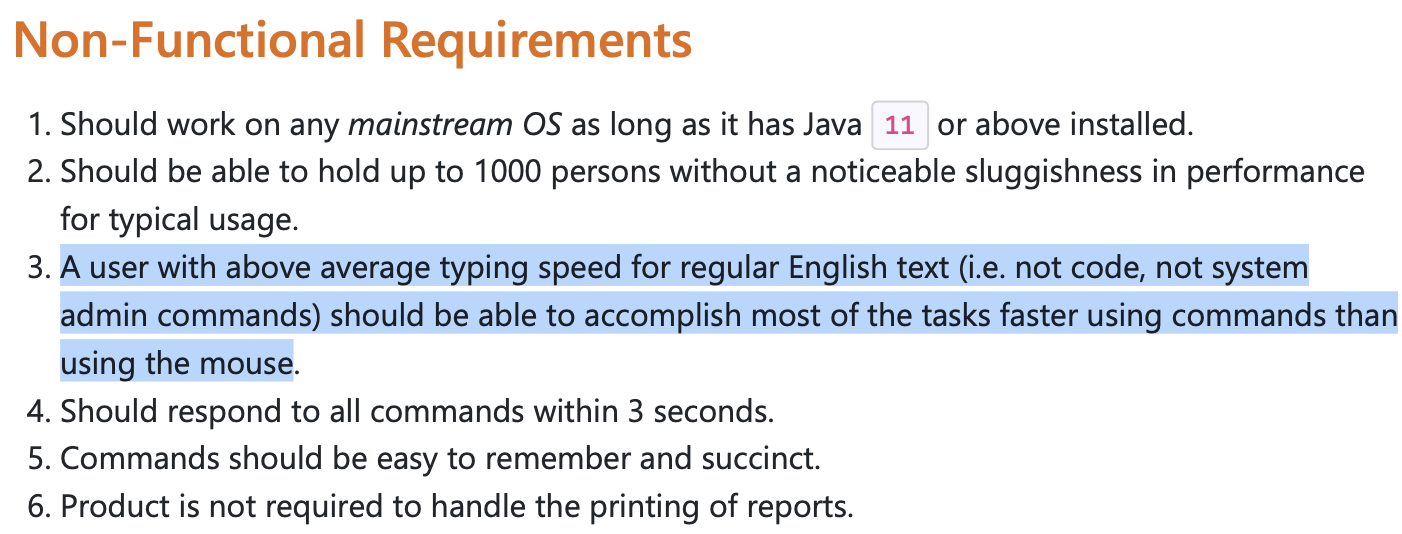 Non-Functional Requirements
1. Should work on any mainstream OS as long as it has Java 11 or above installed.
2. Should be able to hold up to 1000 persons without a noticeable sluggishness in performance
for typical usage.
3. A user with above average typing speed for regular English text (i.e. not code, not system
admin commands) should be able to accomplish most of the tasks faster using commands than
using the mouse.
4. Should respond to all commands within 3 seconds.
5. Commands should be easy to remember and succinct.
6. Product is not required to handle the printing of reports.